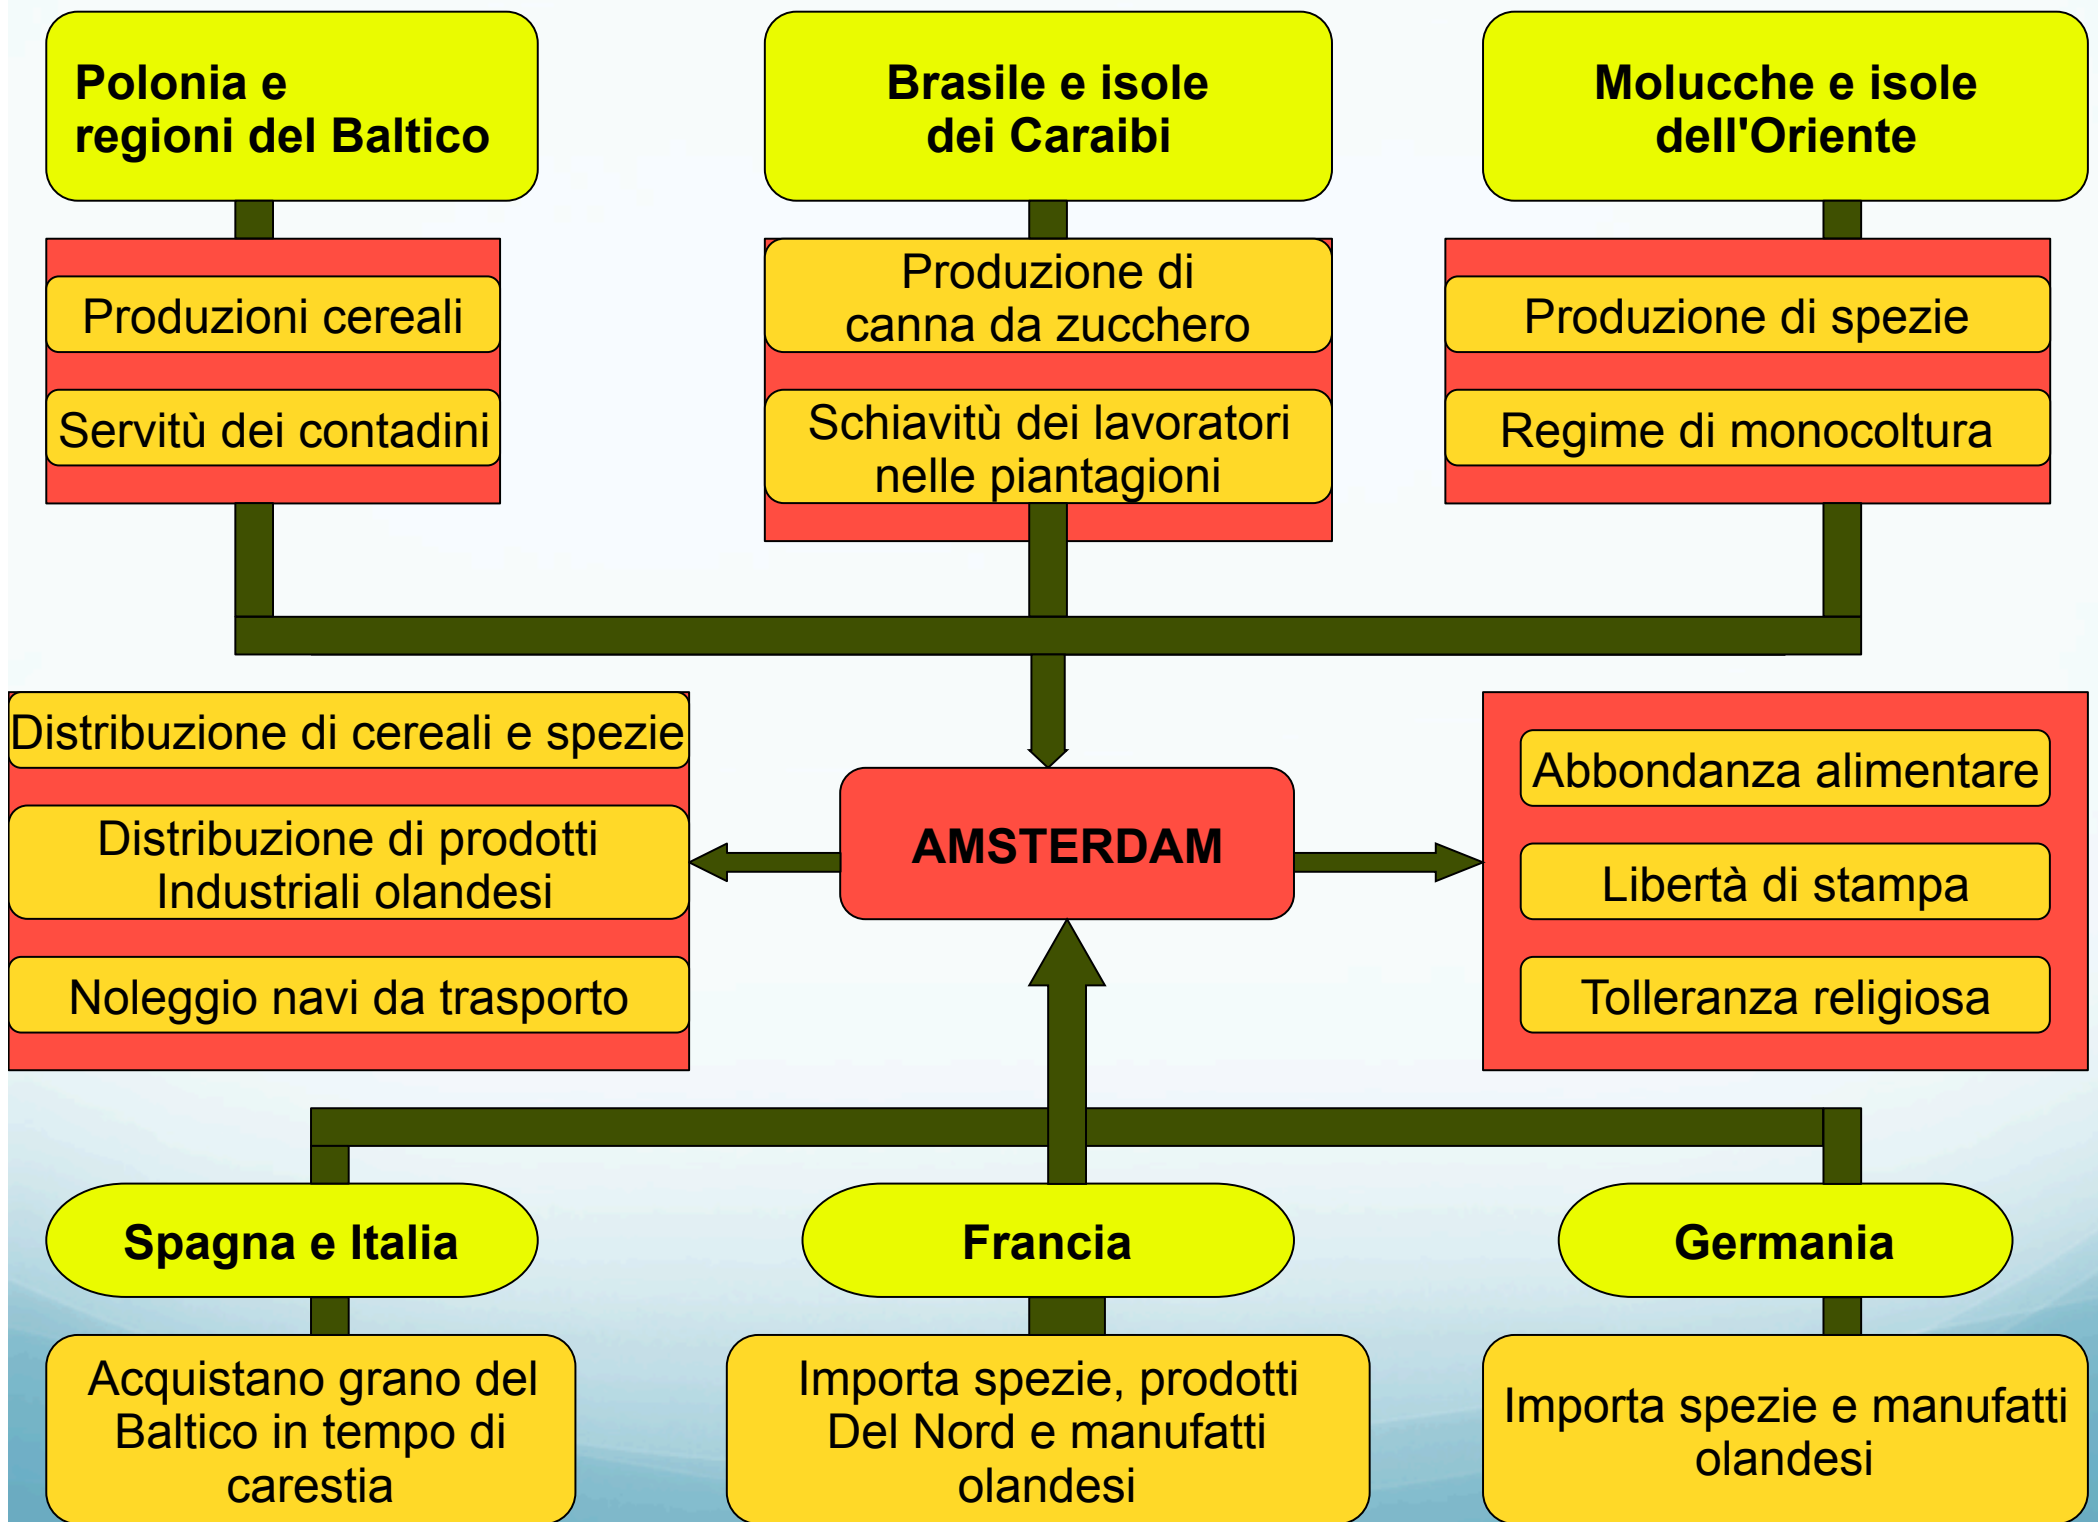 Polonia e
regioni del Baltico
Brasile e isole
dei Caraibi
Molucche e isole
dell'Oriente
Produzioni cereali
Servitù dei contadini
Produzione di
canna da zucchero
Schiavitù dei lavoratori
nelle piantagioni
Produzione di spezie
Regime di monocoltura
Distribuzione di cereali e spezie
Distribuzione di prodotti
Industriali olandesi
Noleggio navi da trasporto
AMSTERDAM
Abbondanza alimentare
Libertà di stampa
Tolleranza religiosa
Spagna e Italia
Francia
Germania
Acquistano grano del
Baltico in tempo di
carestia
Importa spezie, prodotti
Del Nord e manufatti
olandesi
Importa spezie e manufatti
olandesi